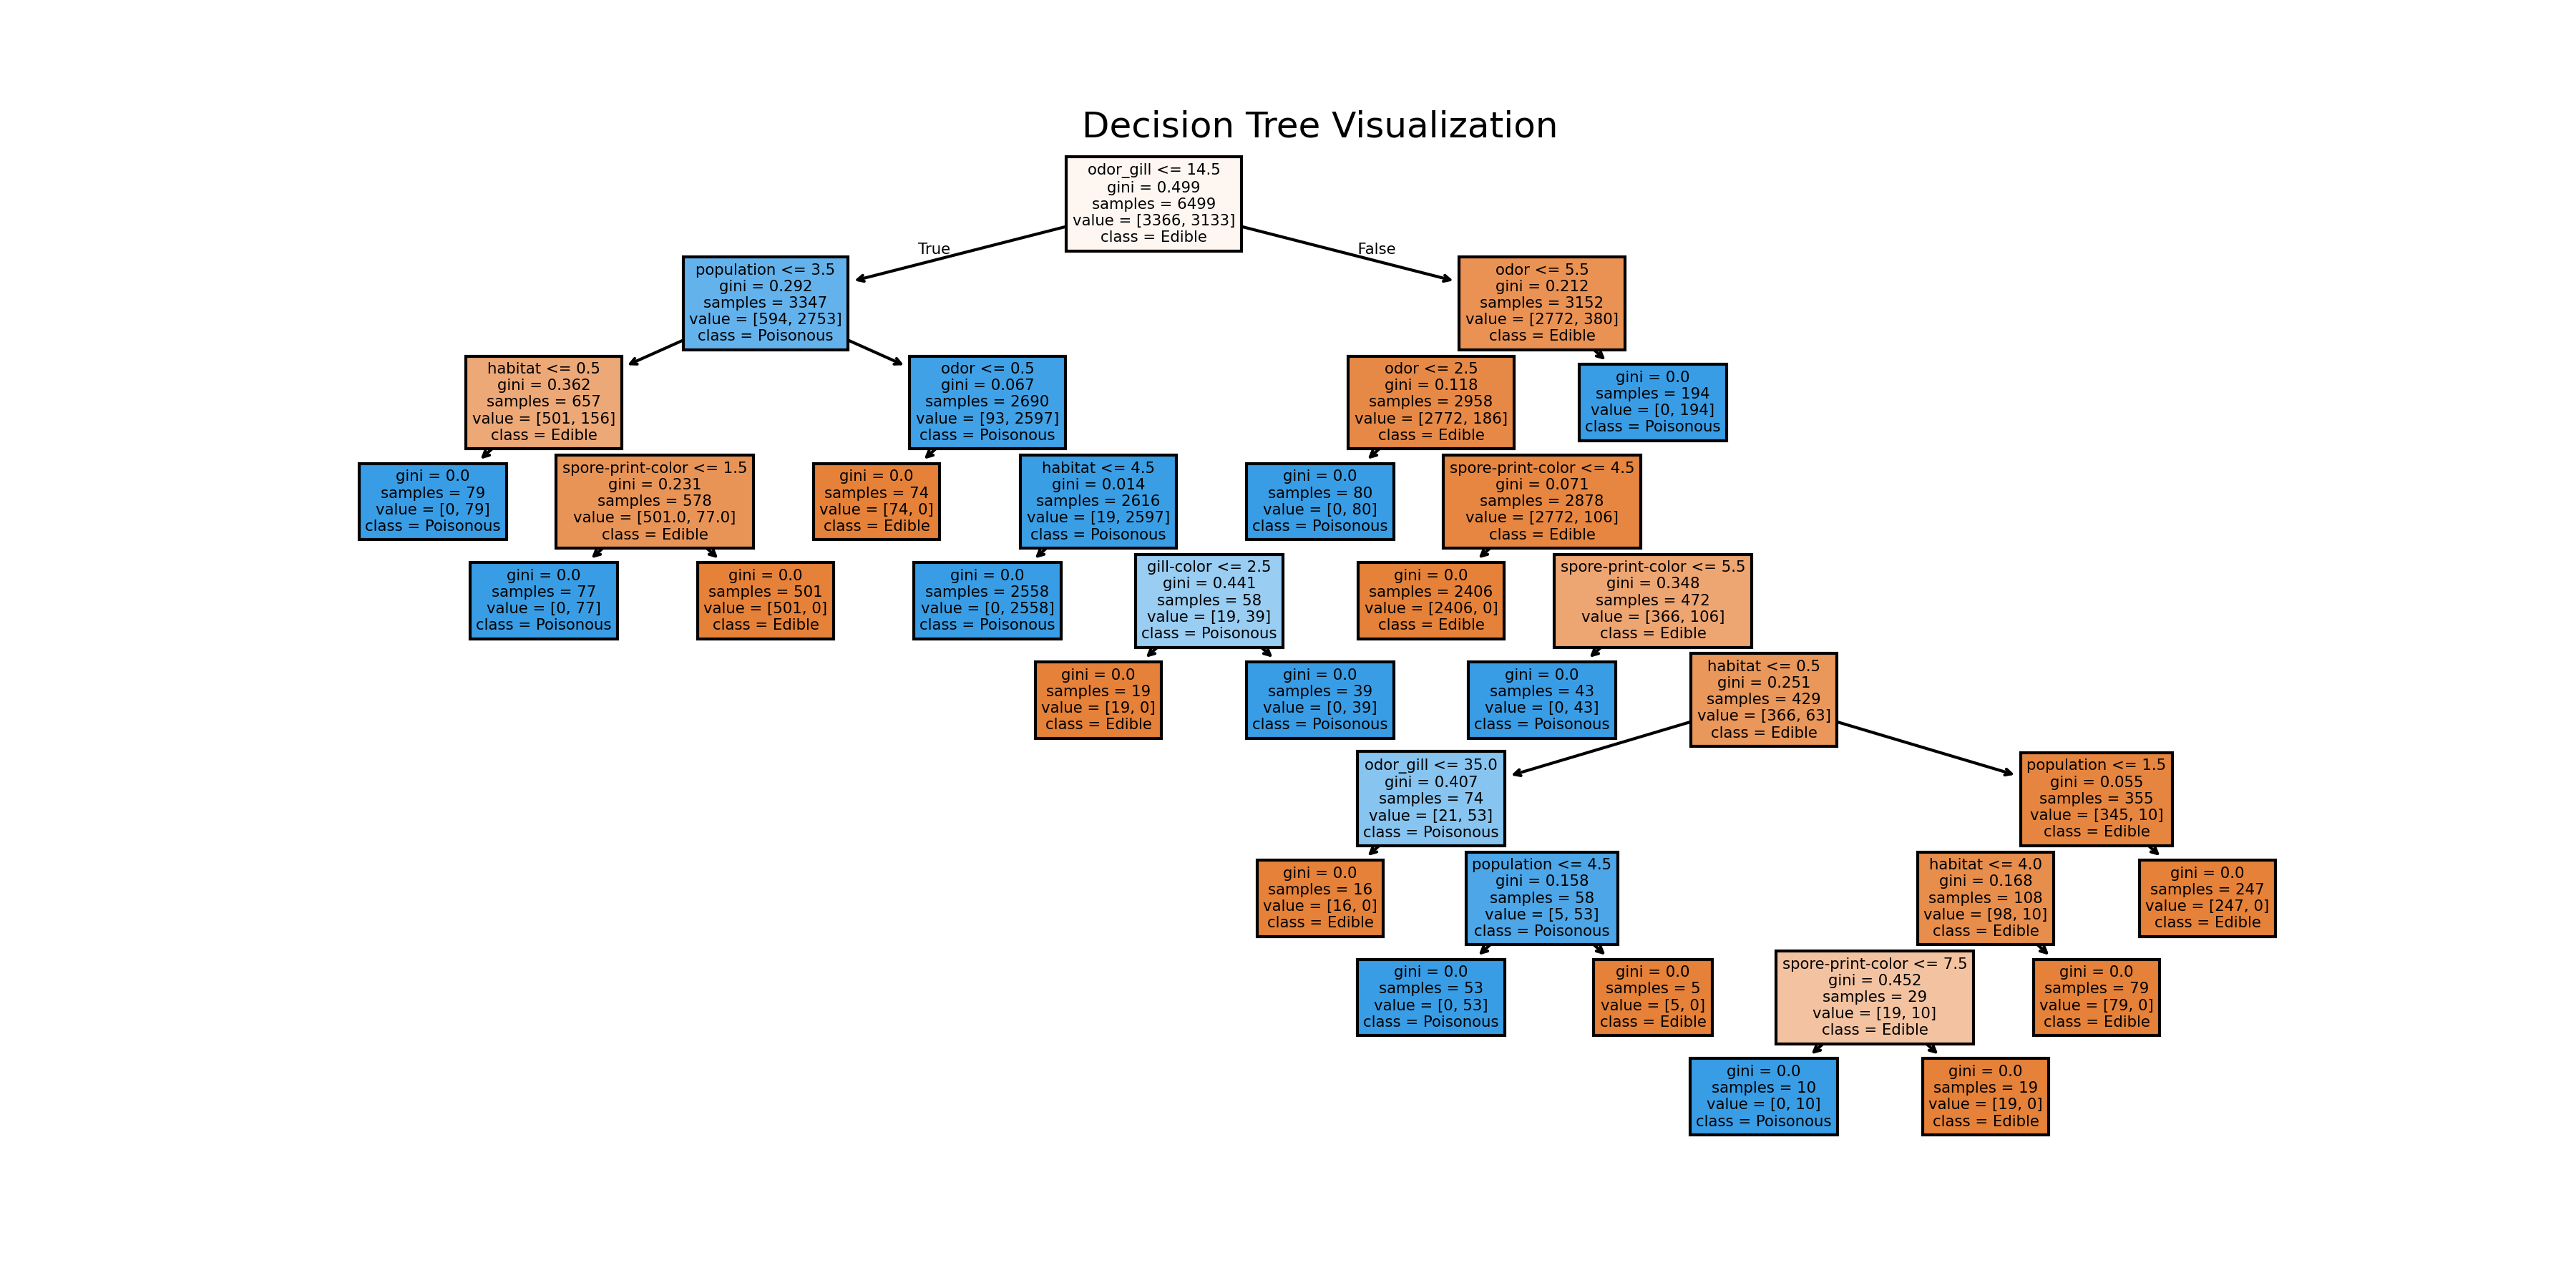 Decision Tree Visualization
odor_gill <= 14.5
gini = 0.499
samples = 6499
value = [3366, 3133]
class = Edible
True
False
population <= 3.5
gini = 0.292
samples = 3347
value = [594, 2753]
class = Poisonous
odor <= 5.5
gini = 0.212
samples = 3152
value = [2772, 380]
class = Edible
habitat <= 0.5
gini = 0.362
samples = 657
value = [501, 156]
class = Edible
odor <= 0.5
gini = 0.067
samples = 2690
value = [93, 2597]
class = Poisonous
odor <= 2.5
gini = 0.118
samples = 2958
value = [2772, 186]
class = Edible
gini = 0.0
samples = 194
value = [0, 194]
class = Poisonous
gini = 0.0
samples = 79
value = [0, 79]
class = Poisonous
spore-print-color <= 1.5
gini = 0.231
samples = 578
value = [501.0, 77.0]
class = Edible
gini = 0.0
samples = 74
value = [74, 0]
class = Edible
habitat <= 4.5
gini = 0.014
samples = 2616
value = [19, 2597]
class = Poisonous
gini = 0.0
samples = 80
value = [0, 80]
class = Poisonous
spore-print-color <= 4.5
gini = 0.071
samples = 2878
value = [2772, 106]
class = Edible
gini = 0.0
samples = 77
value = [0, 77]
class = Poisonous
gini = 0.0
samples = 501
value = [501, 0]
class = Edible
gini = 0.0
samples = 2558
value = [0, 2558]
class = Poisonous
gill-color <= 2.5
gini = 0.441
samples = 58
value = [19, 39]
class = Poisonous
gini = 0.0
samples = 2406
value = [2406, 0]
class = Edible
spore-print-color <= 5.5
gini = 0.348
samples = 472
value = [366, 106]
class = Edible
gini = 0.0
samples = 19
value = [19, 0]
class = Edible
gini = 0.0
samples = 39
value = [0, 39]
class = Poisonous
gini = 0.0
samples = 43
value = [0, 43]
class = Poisonous
habitat <= 0.5
gini = 0.251
samples = 429
value = [366, 63]
class = Edible
odor_gill <= 35.0
gini = 0.407
samples = 74
value = [21, 53]
class = Poisonous
population <= 1.5
gini = 0.055
samples = 355
value = [345, 10]
class = Edible
gini = 0.0
samples = 16
value = [16, 0]
class = Edible
population <= 4.5
gini = 0.158
samples = 58
value = [5, 53]
class = Poisonous
habitat <= 4.0
gini = 0.168
samples = 108
value = [98, 10]
class = Edible
gini = 0.0
samples = 247
value = [247, 0]
class = Edible
gini = 0.0
samples = 53
value = [0, 53]
class = Poisonous
gini = 0.0
samples = 5
value = [5, 0]
class = Edible
spore-print-color <= 7.5
gini = 0.452
samples = 29
value = [19, 10]
class = Edible
gini = 0.0
samples = 79
value = [79, 0]
class = Edible
gini = 0.0
samples = 10
value = [0, 10]
class = Poisonous
gini = 0.0
samples = 19
value = [19, 0]
class = Edible